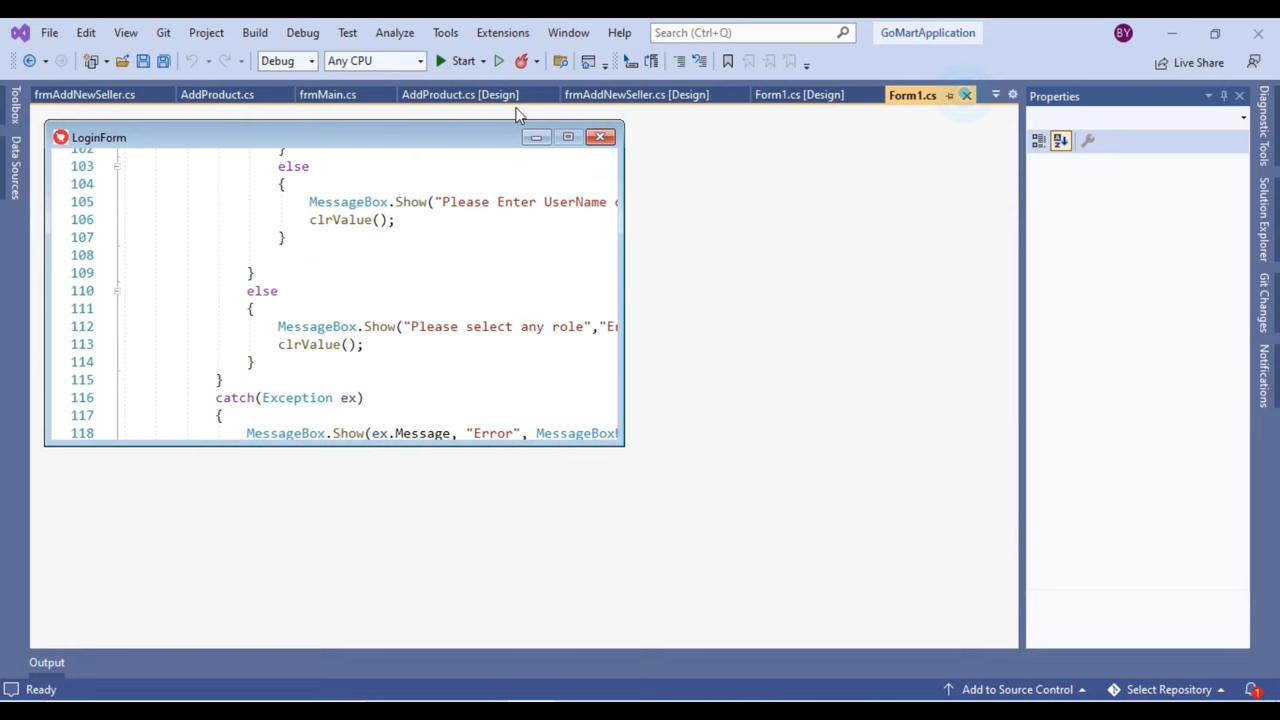 File Edit View Git Project Build Debug Test Analyze Tools Extensions Window Help Search (Ctrl+Q) GoMartApplication BY
Debug Any CPU Start Live Share
frmAddNewSeller.cs AddProduct.cs frmMain.cs AddProduct.cs [Design] frmAddNewSeller.cs [Design] Form1.cs [Design] Form1.cs Properties
Toolbox
Data Sources
LoginForm
102 }
103 else
104 {
105 MessageBox.Show("Please Enter UserName
106 clrValue();
107 }
108
109 }
110 else
111 {
112 MessageBox.Show("Please select any role","E
113 clrValue();
114 }
115 }
116 catch(Exception ex)
117 {
118 MessageBox.Show(ex.Message, "Error", Message
Diagnostic Tools
Solution Explorer
Git Changes
Notifications
Output
Ready Add to Source Control Select Repository 1